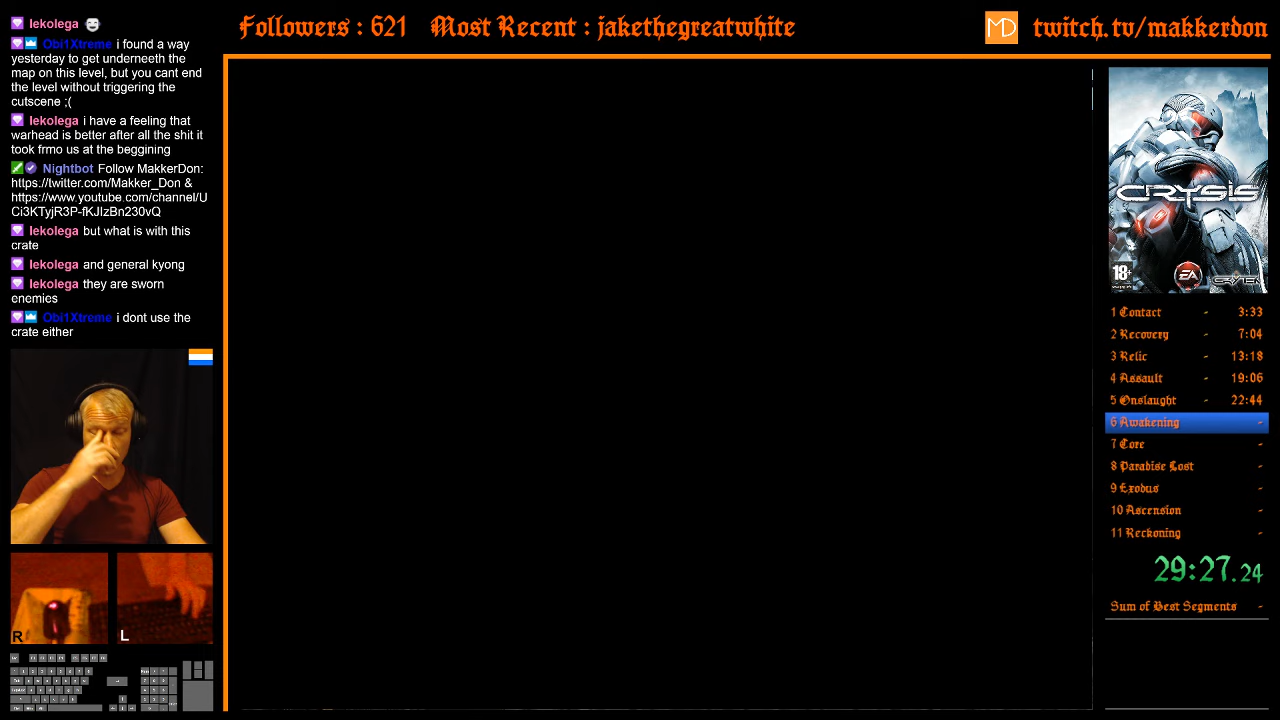 lekolega
Obi1Xtreme i found a way
yesterday to get underneeth the
map on this level, but you cant end
the level without triggering the
cutscene ;(
lekolega i have a feeling that
warhead is better after all the shit it
took frmo us at the beggining
Nightbot Follow MakkerDon:
https://twitter.com/Makker_Don &
https://www.youtube.com/channel/U
Ci3KTyjR3P-fKJIzBn230vQ
lekolega but what is with this
crate
lekolega and general kyong
lekolega they are sworn
enemies
Obi1Xtreme i dont use the
crate either
R
L
Followers : 621 Most Recent : jakethegreatwhite
MD twitch.tv/makkerdon
CRYSIS
18+
EA
CRYTEK
1 Contact - 3:33
2 Recovery - 7:04
3 Relic - 13:18
4 Assault - 19:06
5 Onslaught - 22:44
6 Awakening -
7 Core -
8 Paradise Lost -
9 Exodus -
10 Ascension -
11 Reckoning -
29:27.24
Sum of Best Segments -